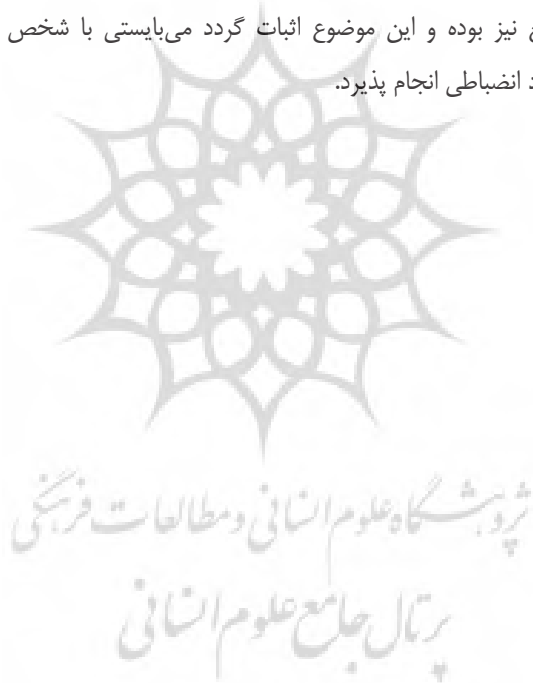 نیز بوده و این موضوع اثبات گردد می‌بایستی با شخص
انضباطی انجام پذیرد.
پژوهشگاه علوم انسانی و مطالعات فرهنگی
پرتال جامع علوم انسانی